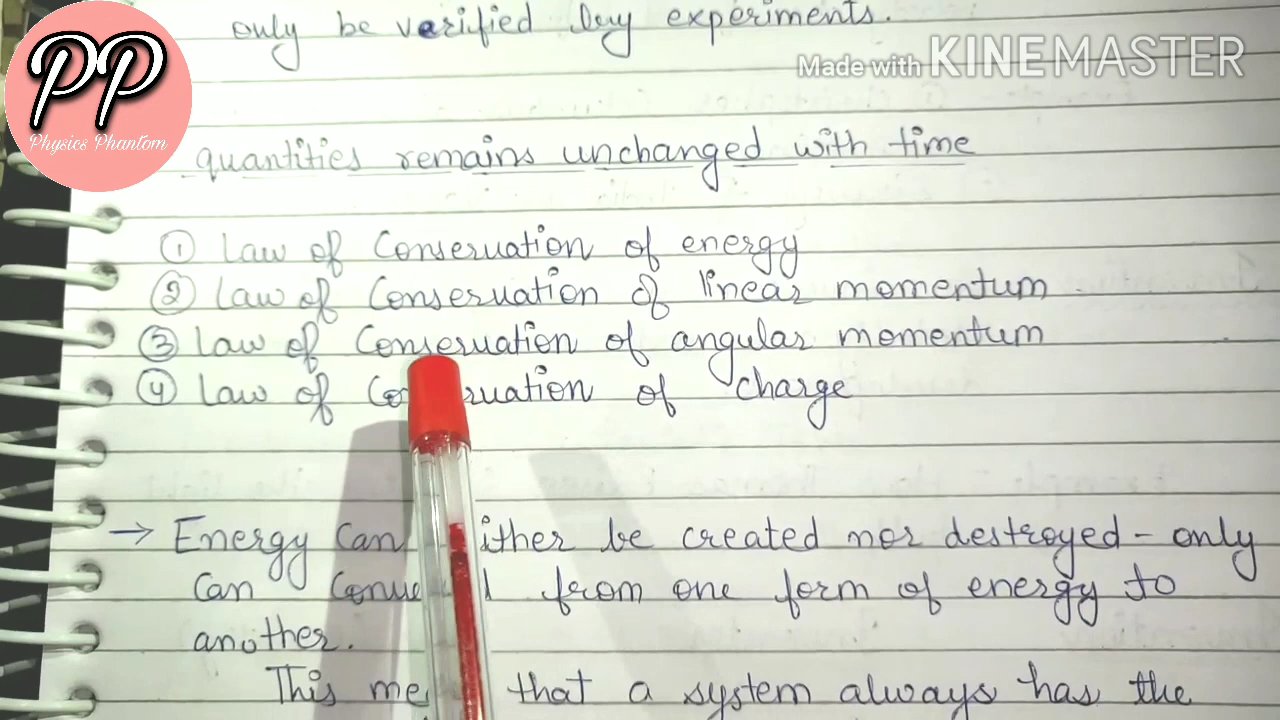 only be verified by experiments.
Made with KINEMASTER
PP
Physics Phantom
quantities remains unchanged with time
① Law of Conservation of energy
② Law of Conservation of linear momentum
③ Law of Conservation of angular momentum
④ Law of Co rvation of charge
→ Energy can ither be created nor destroyed - only
can conve d from one form of energy to
another.
This me that a system always has the